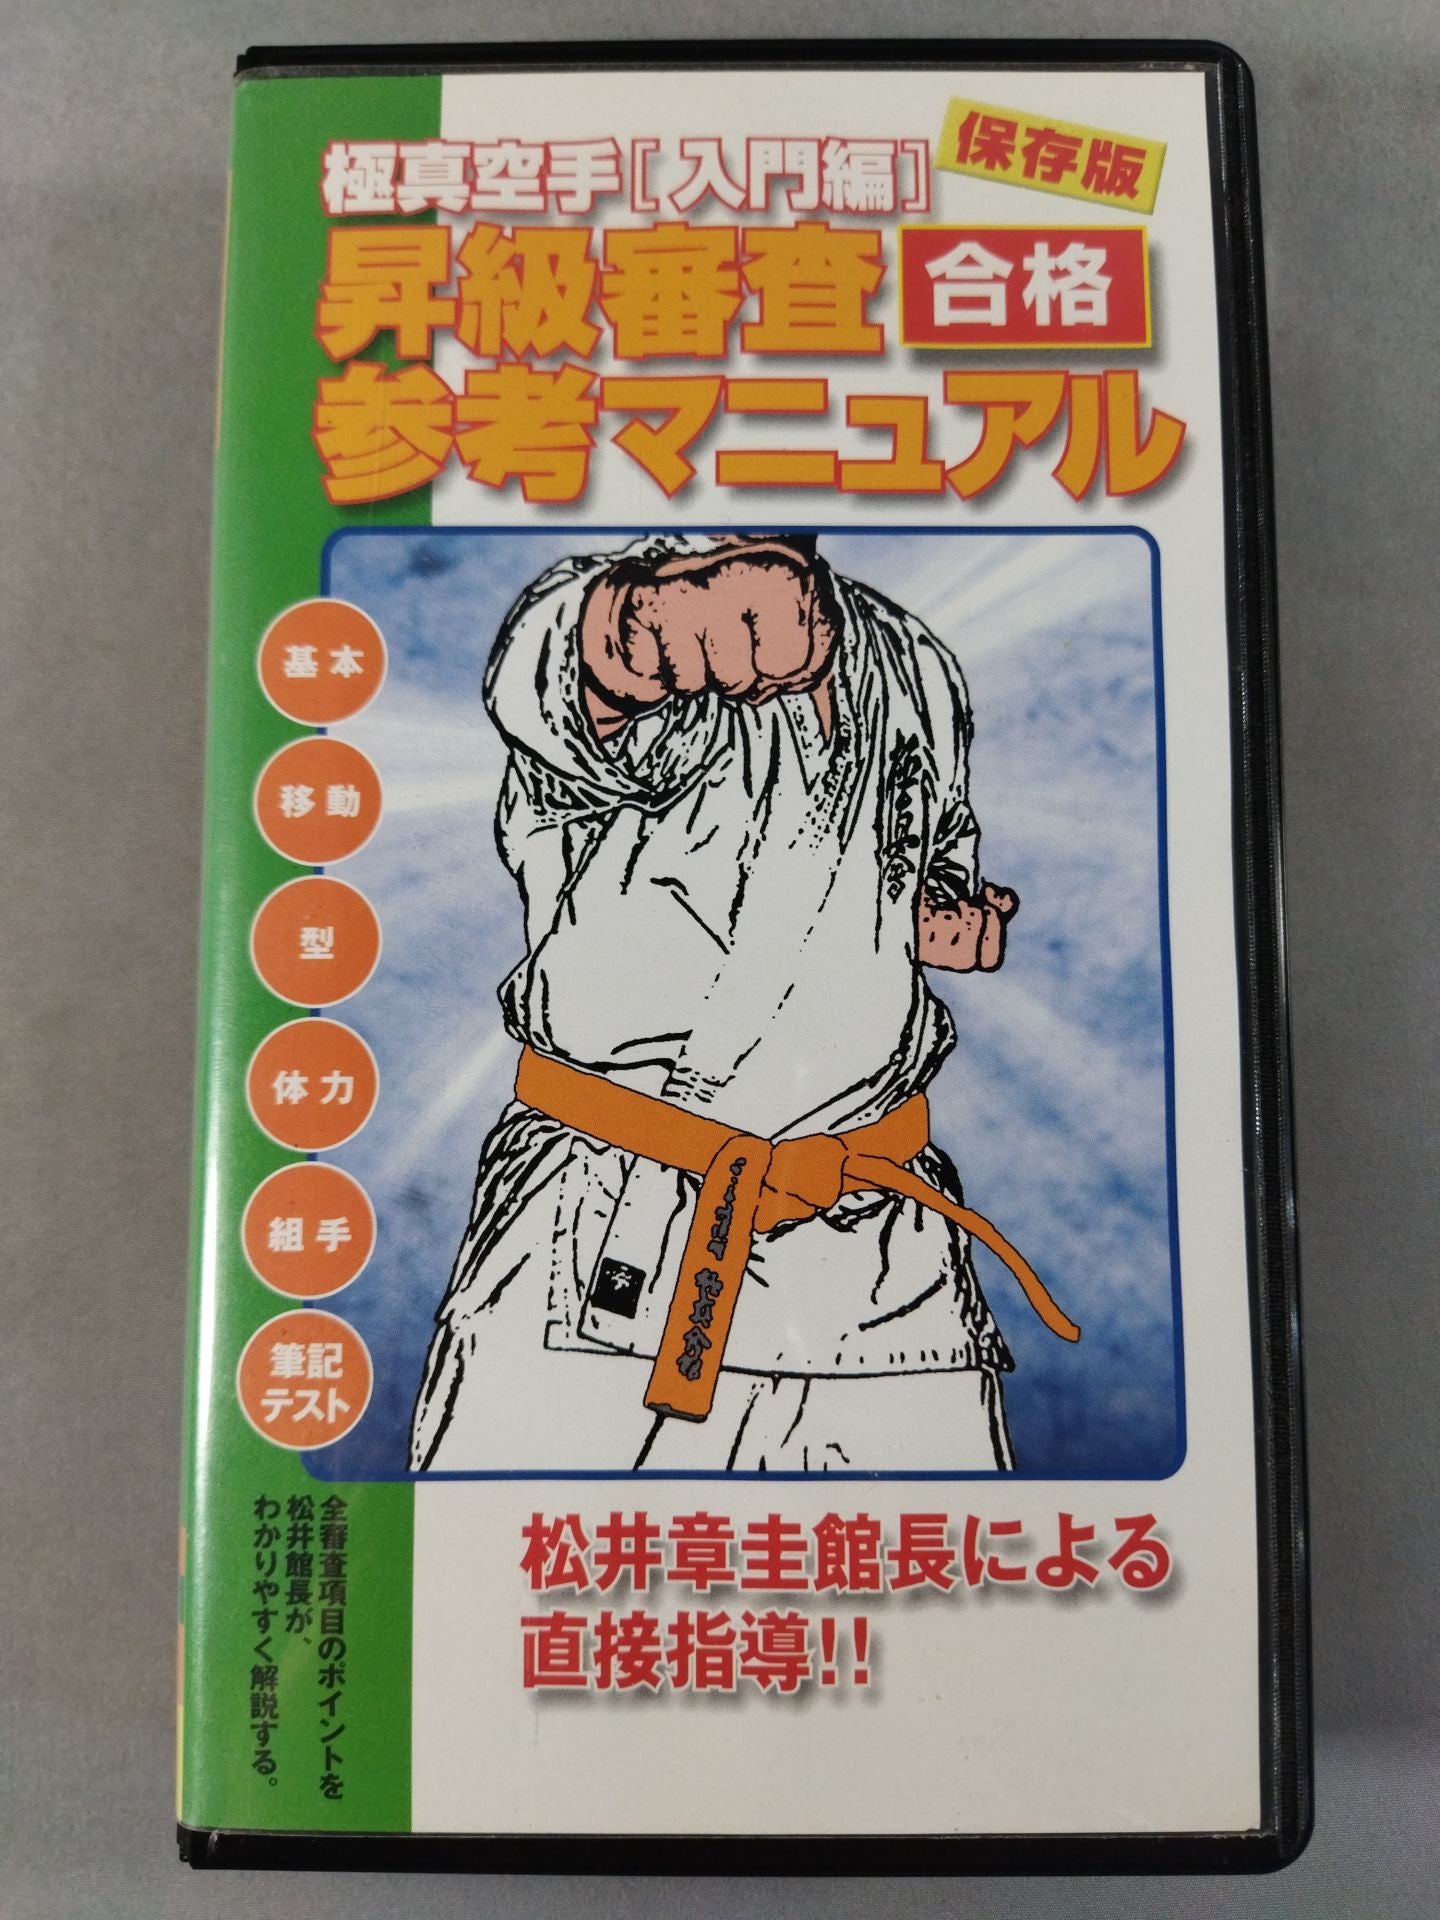 極真空手［入門編］
保存版
昇級審査
合格
参考マニュアル
基本
移動
型
体力
組手
筆記
テスト
極真会
全審査項目のポイントを
松井館長が、
わかりやすく解説する。
松井章圭館長による
直接指導!!